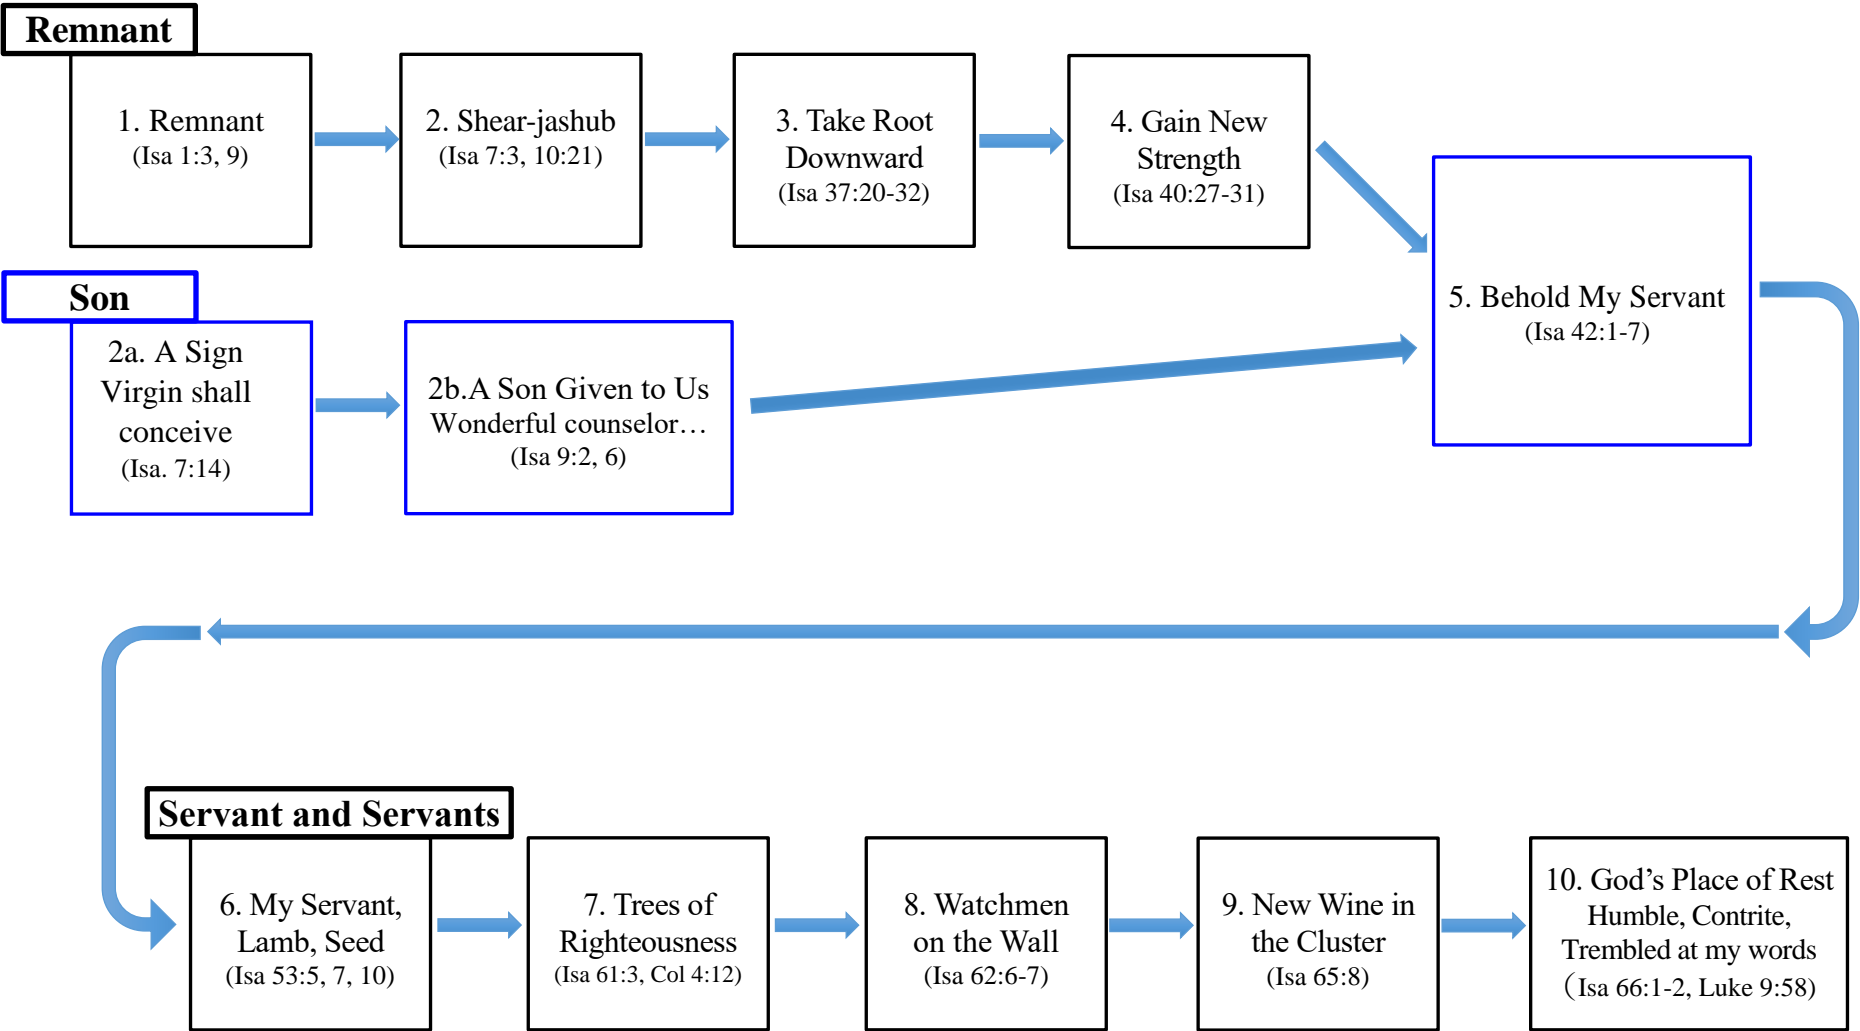 Remnant
1. Remnant
(Isa 1:3, 9)
2. Shear-jashub
(Isa 7:3, 10:21)
3. Take Root
Downward
(Isa 37:20-32)
4. Gain New
Strength
(Isa 40:27-31)
Son
2a. A Sign
Virgin shall
conceive
(Isa. 7:14)
2b.A Son Given to Us
Wonderful counselor…
(Isa 9:2, 6)
5. Behold My Servant
(Isa 42:1-7)
Servant and Servants
6. My Servant,
Lamb, Seed
(Isa 53:5, 7, 10)
7. Trees of
Righteousness
(Isa 61:3, Col 4:12)
8. Watchmen
on the Wall
(Isa 62:6-7)
9. New Wine in
the Cluster
(Isa 65:8)
10. God’s Place of Rest
Humble, Contrite,
Trembled at my words
（Isa 66:1-2, Luke 9:58)